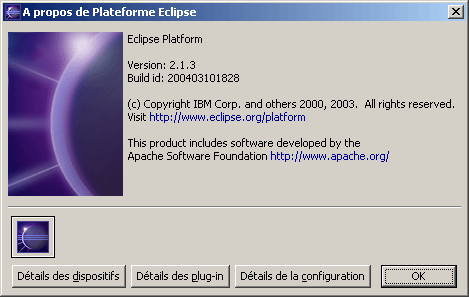 A propos de Plateforme Eclipse
Eclipse Platform
Version: 2.1.3
Build id: 200403101828
(c) Copyright IBM Corp. and others 2000, 2003.  All rights reserved.
Visit http://www.eclipse.org/platform
This product includes software developed by the
Apache Software Foundation http://www.apache.org/
Détails des dispositifs
Détails des plug-in
Détails de la configuration
OK